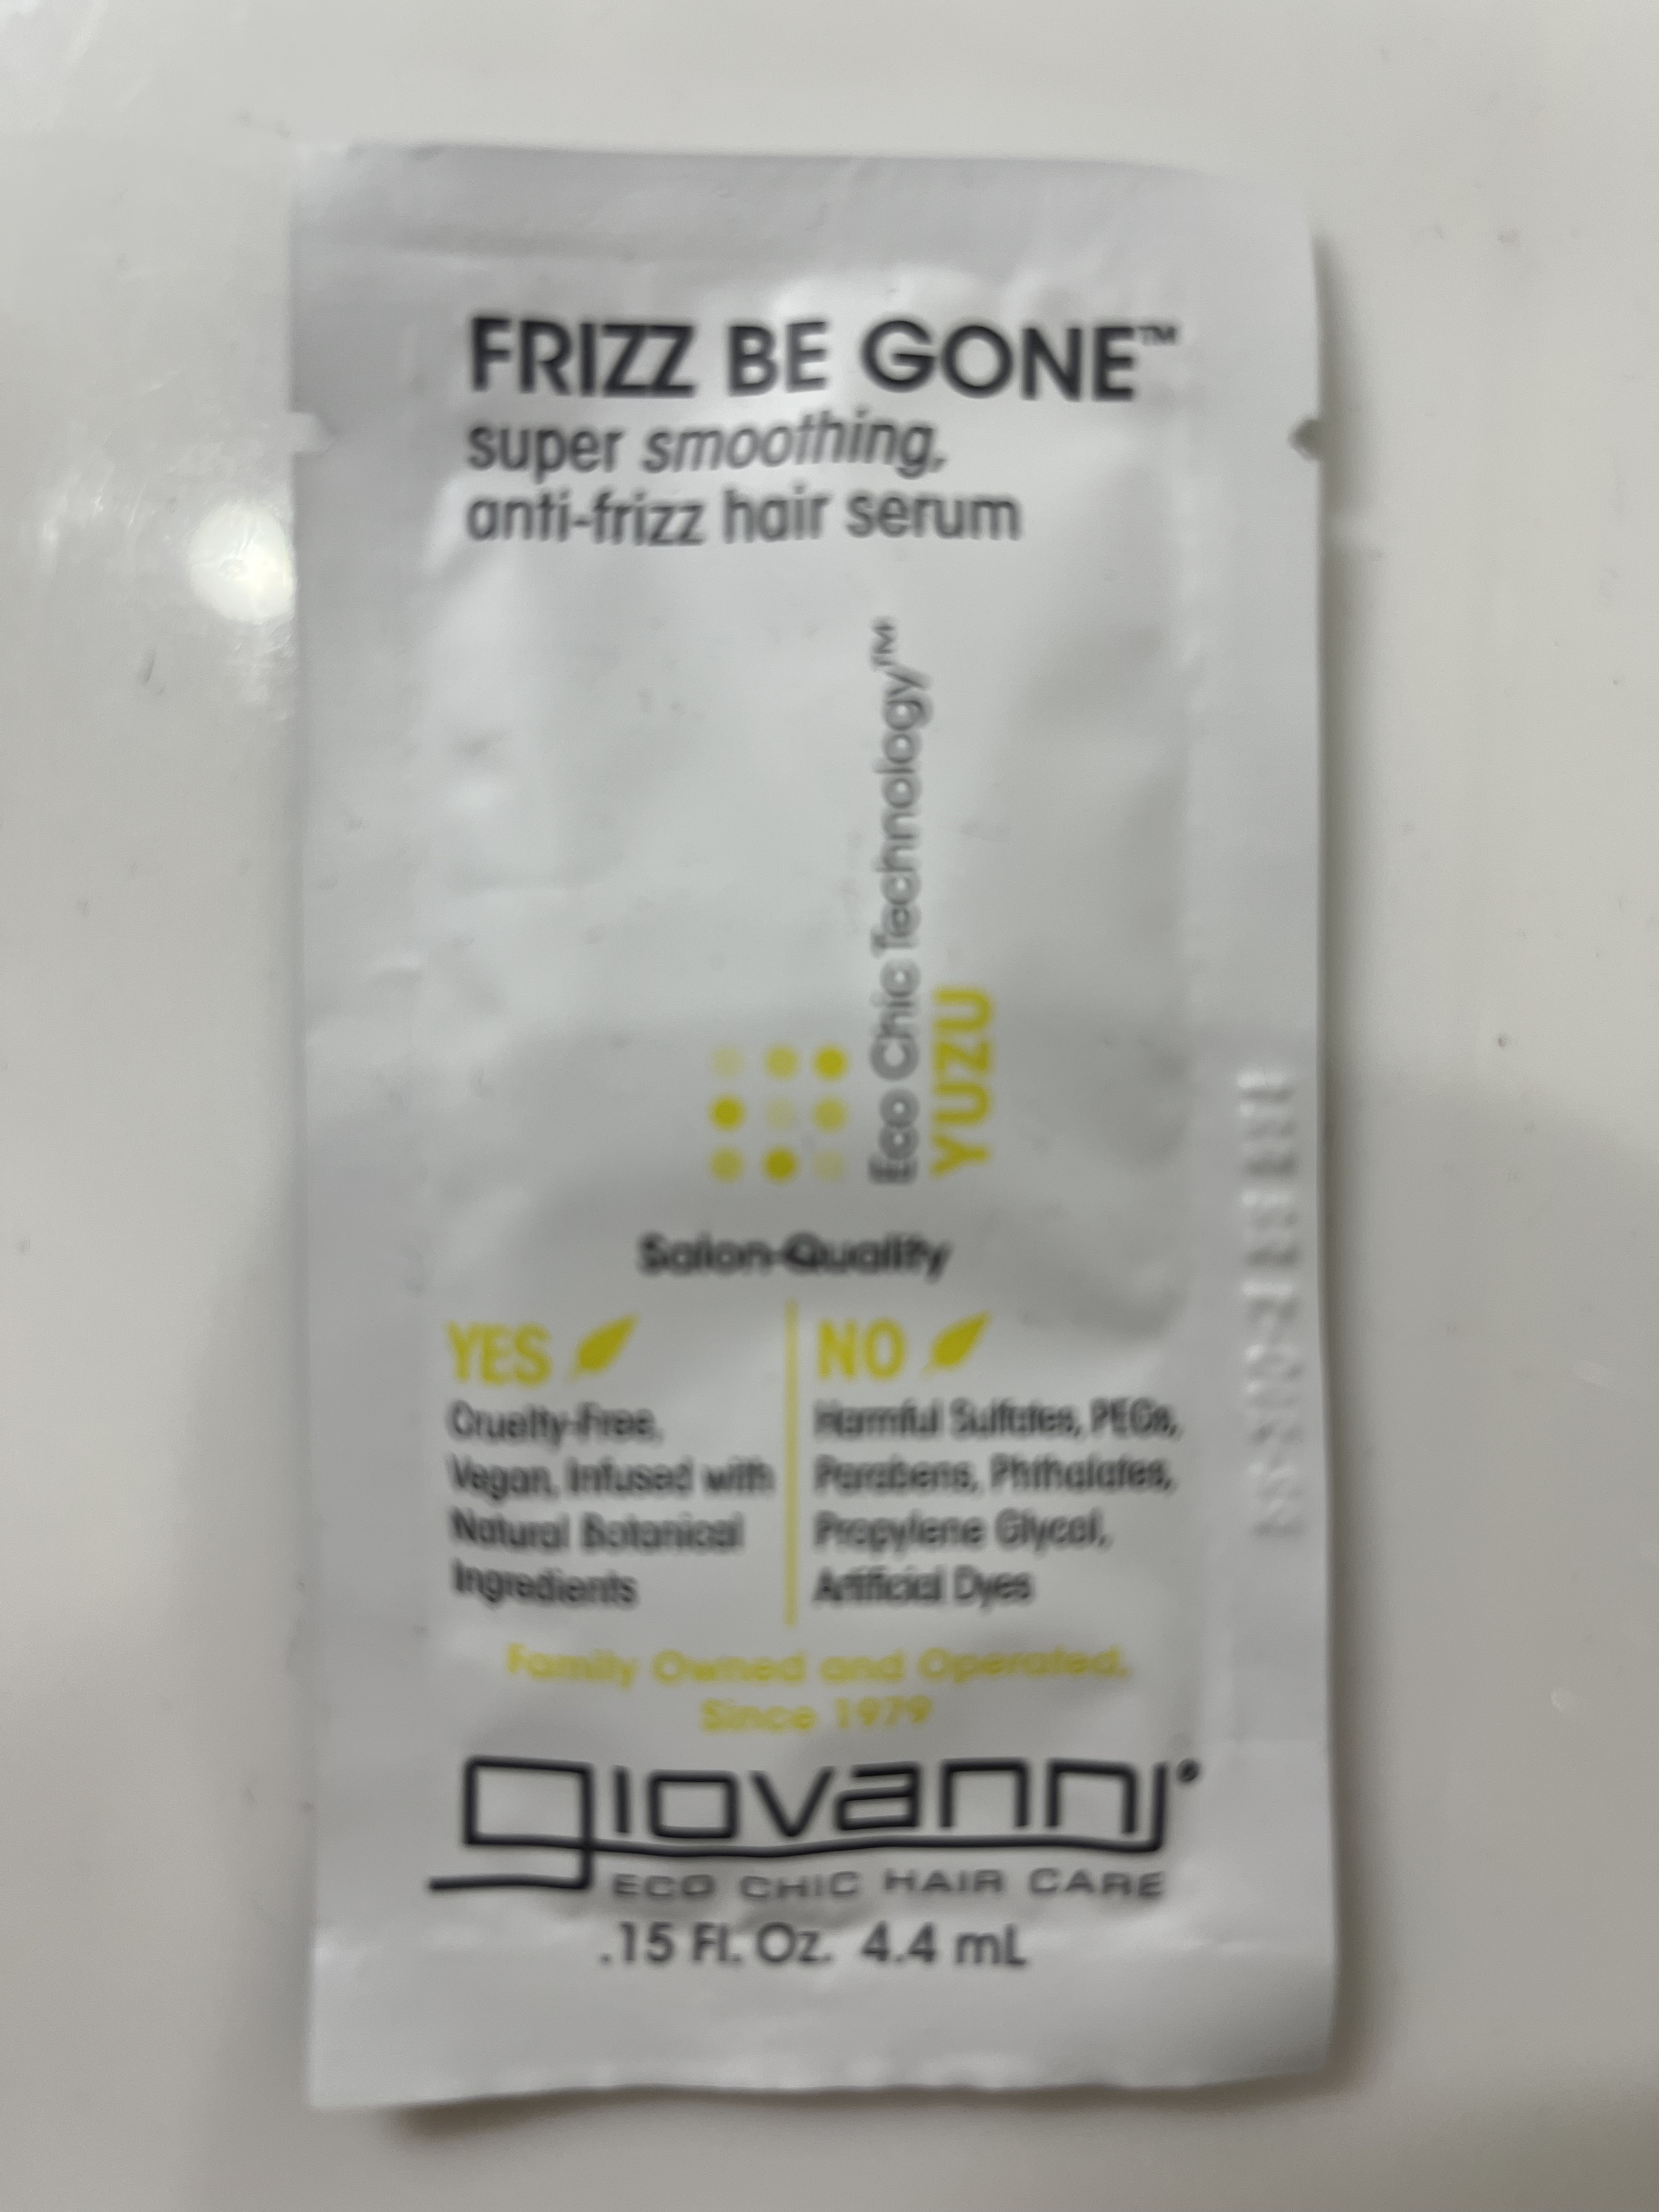 FRIZZ BE GONE™
super smoothing,
anti-frizz hair serum
Eco Chic Technology™
YUZU
Salon-Quality
YES
Cruelty-Free,
Vegan, Infused with
Natural Botanical
Ingredients
NO
Harmful Sulfates, PEGs,
Parabens, Phthalates,
Propylene Glycol,
Artificial Dyes
Family Owned and Operated,
Since 1979
giovanni®
ECO CHIC HAIR CARE
.15 Fl. Oz. 4.4 mL